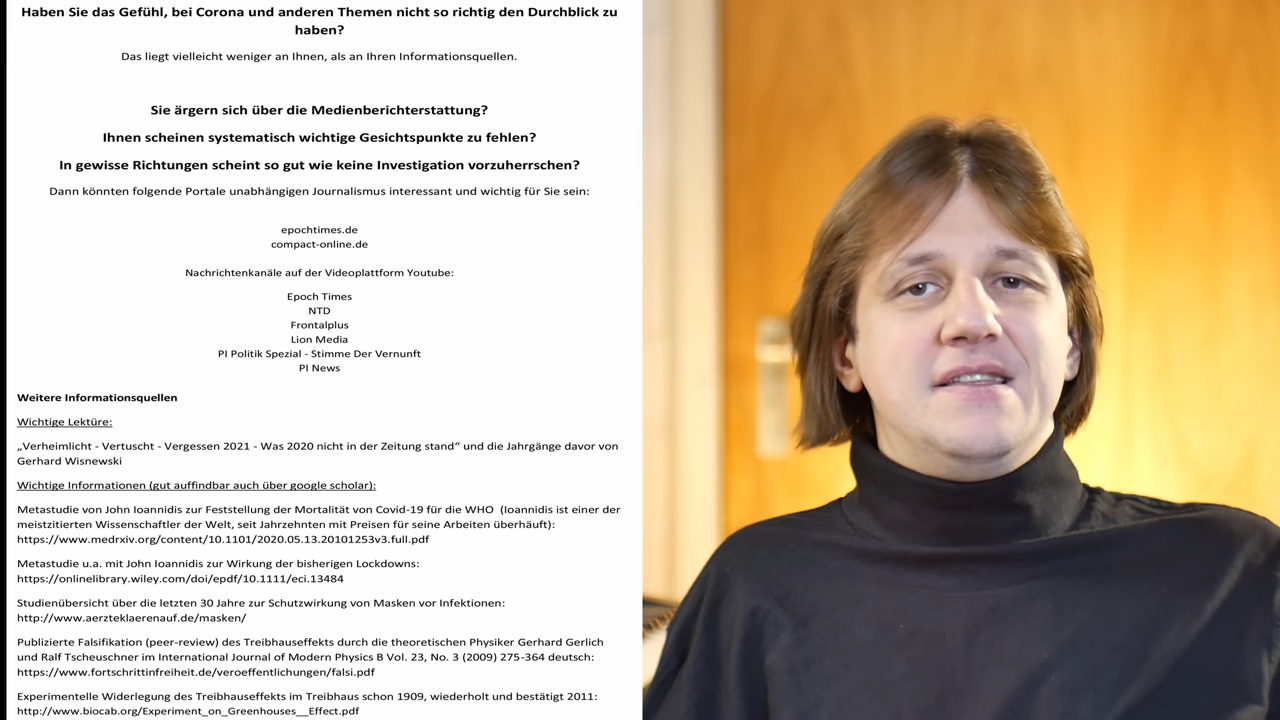 Haben Sie das Gefühl, bei Corona und anderen Themen nicht so richtig den Durchblick zu
haben?
Das liegt vielleicht weniger an Ihnen, als an Ihren Informationsquellen.
Sie ärgern sich über die Medienberichterstattung?
Ihnen scheinen systematisch wichtige Gesichtspunkte zu fehlen?
In gewisse Richtungen scheint so gut wie keine Investigation vorzuherrschen?
Dann könnten folgende Portale unabhängigen Journalismus interessant und wichtig für Sie sein:
epochtimes.de
compact-online.de
Nachrichtenkanäle auf der Videoplattform Youtube:
Epoch Times
NTD
Frontalplus
Lion Media
PI Politik Spezial - Stimme Der Vernunft
PI News
Weitere Informationsquellen
Wichtige Lektüre:
„Verheimlicht - Vertuscht - Vergessen 2021 - Was 2020 nicht in der Zeitung stand“ und die Jahrgänge davor von
Gerhard Wisnewski
Wichtige Informationen (gut auffindbar auch über google scholar):
Metastudie von John Ioannidis zur Feststellung der Mortalität von Covid-19 für die WHO  (Ioannidis ist einer der
meistzitierten Wissenschaftler der Welt, seit Jahrzehnten mit Preisen für seine Arbeiten überhäuft):
https://www.medrxiv.org/content/10.1101/2020.05.13.20101253v3.full.pdf
Metastudie u.a. mit John Ioannidis zur Wirkung der bisherigen Lockdowns:
https://onlinelibrary.wiley.com/doi/epdf/10.1111/eci.13484
Studienübersicht über die letzten 30 Jahre zur Schutzwirkung von Masken vor Infektionen:
http://www.aerzteklaerenauf.de/masken/
Publizierte Falsifikation (peer-review) des Treibhauseffekts durch die theoretischen Physiker Gerhard Gerlich
und Ralf Tscheuschner im International Journal of Modern Physics B Vol. 23, No. 3 (2009) 275-364 deutsch:
https://www.fortschrittinfreiheit.de/veroeffentlichungen/falsi.pdf
Experimentelle Widerlegung des Treibhauseffekts im Treibhaus schon 1909, wiederholt und bestätigt 2011:
http://www.biocab.org/Experiment_on_Greenhouses__Effect.pdf